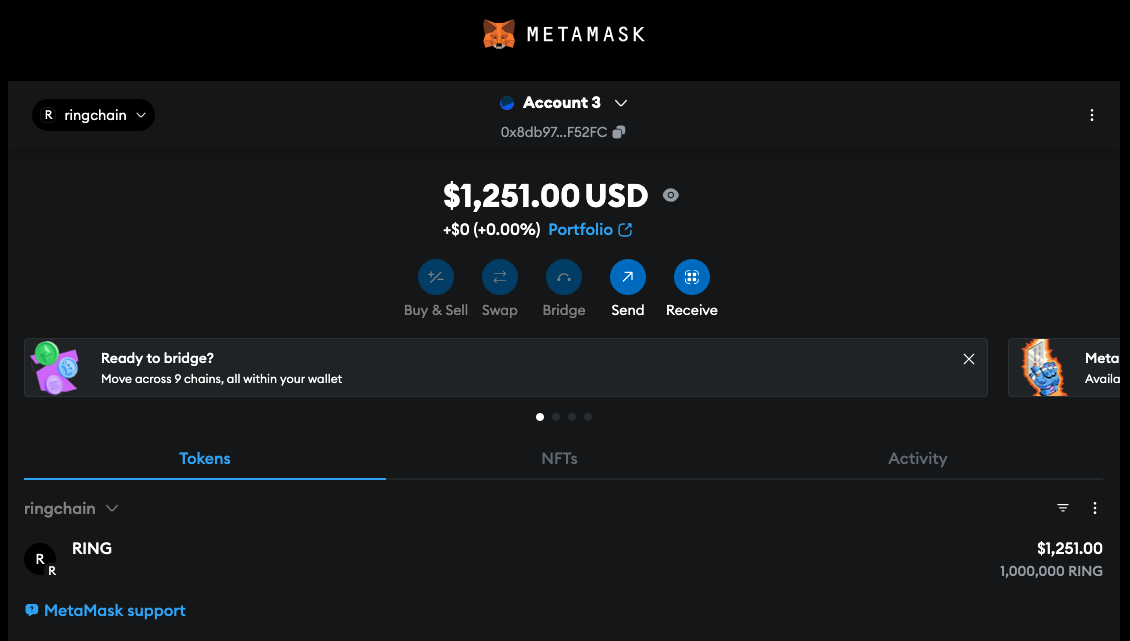 METAMASK
R ringchain
Account 3
0x8db97...F52FC
$1,251.00 USD
+$0 (+0.00%) Portfolio
Buy & Sell Swap Bridge Send Receive
Ready to bridge?
Move across 9 chains, all within your wallet
Meta
Availa
Tokens NFTs Activity
ringchain
R R RING $1,251.00
1,000,000 RING
MetaMask support